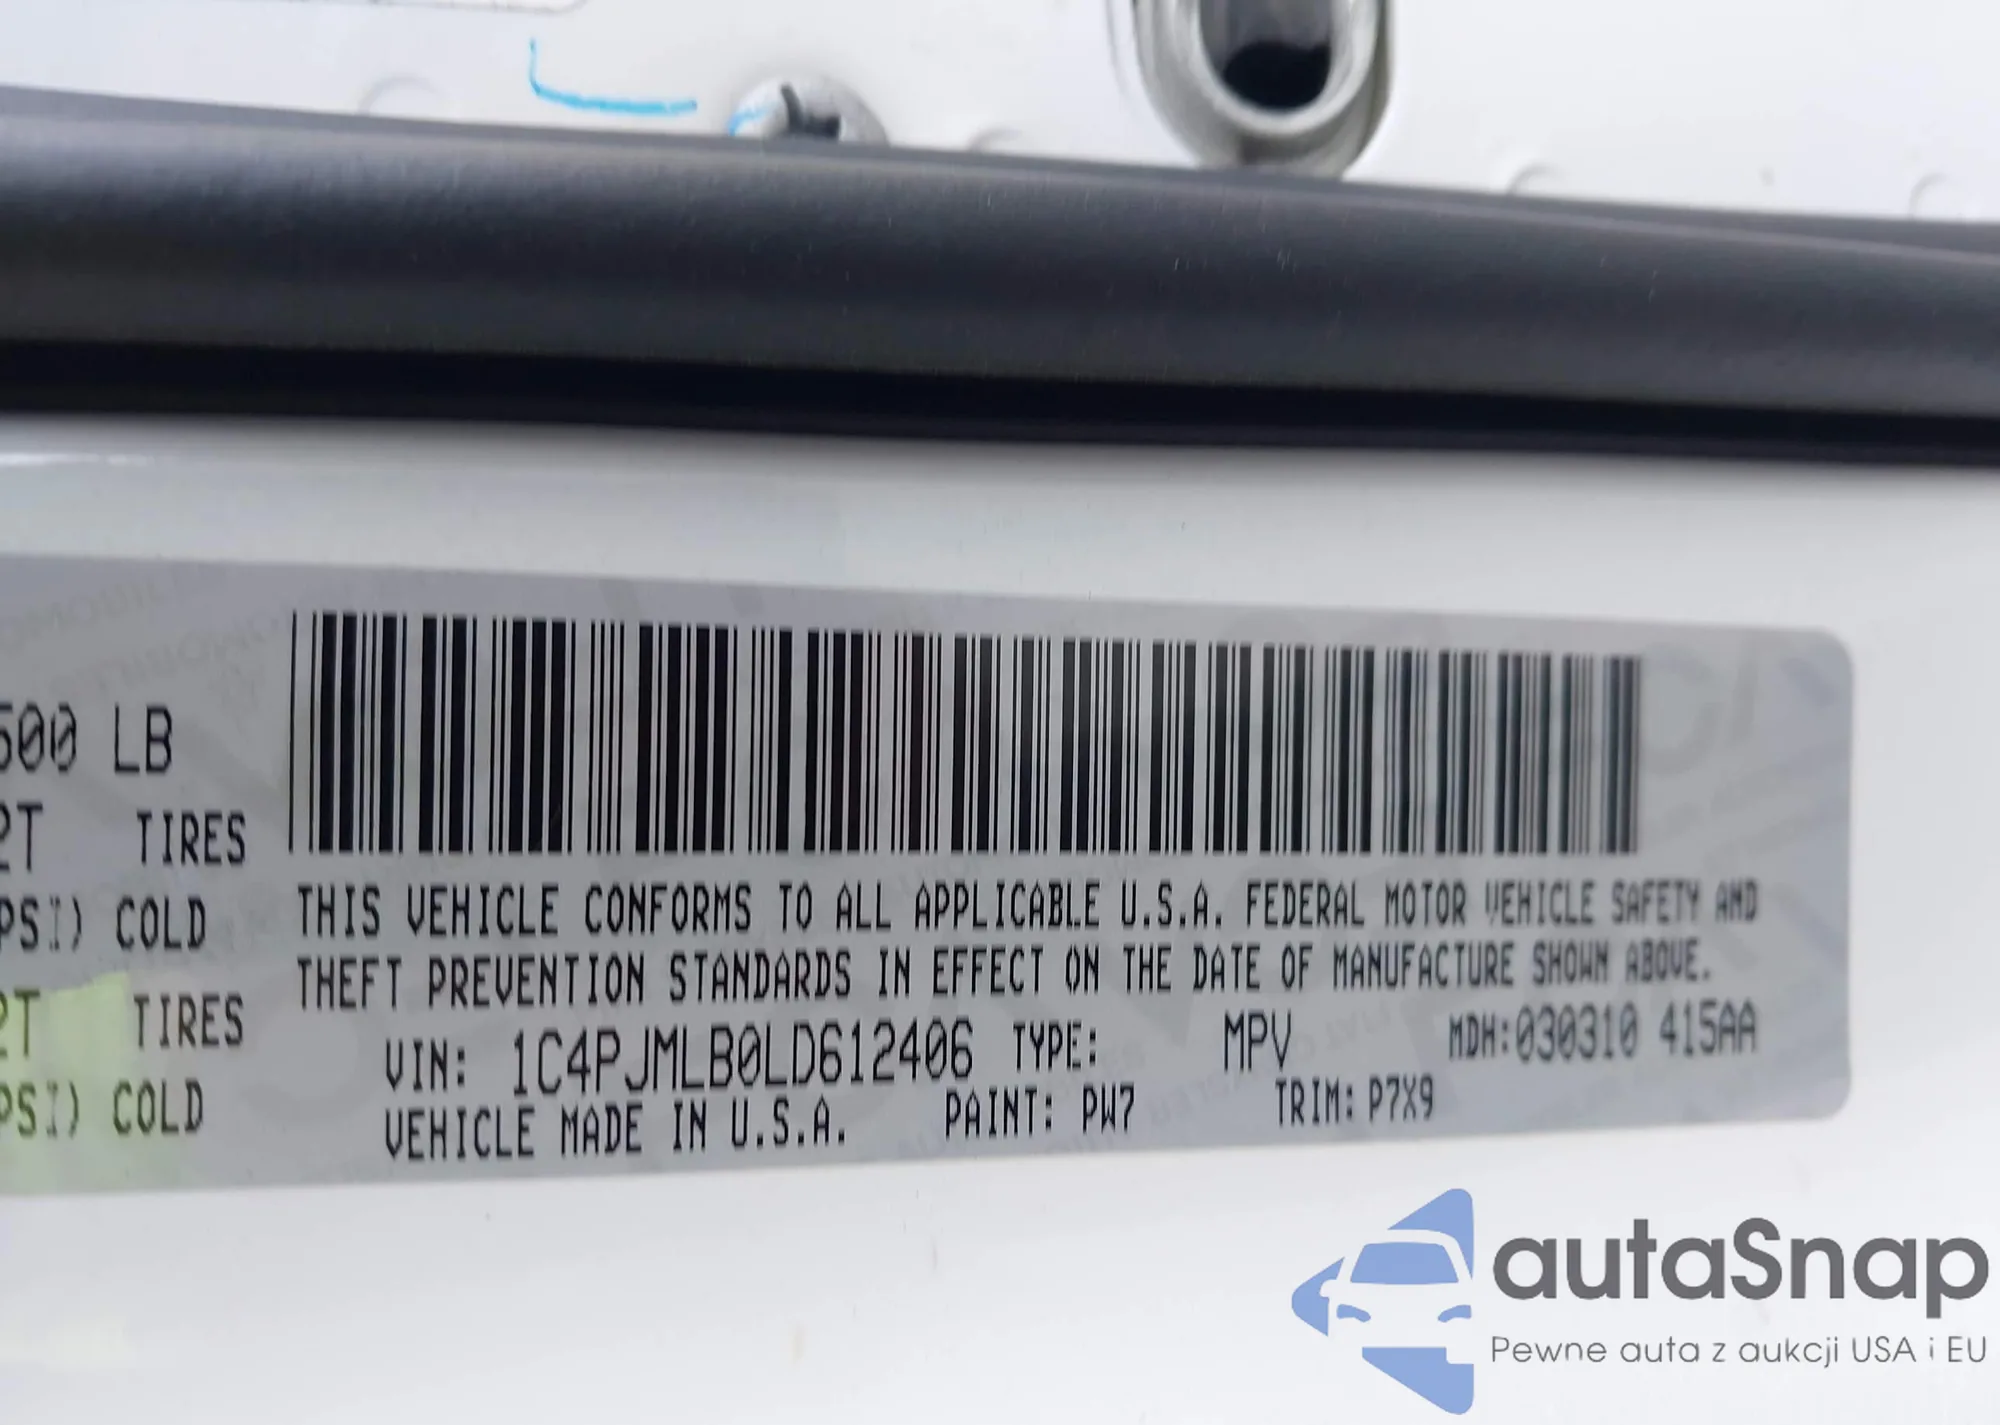 500 LB
2T TIRES
PSI) COLD
2T TIRES
PSI) COLD
THIS VEHICLE CONFORMS TO ALL APPLICABLE U.S.A. FEDERAL MOTOR VEHICLE SAFETY AND
THEFT PREVENTION STANDARDS IN EFFECT ON THE DATE OF MANUFACTURE SHOWN ABOVE.
VIN: 1C4PJMLB0LD612406 TYPE: MPV MDH:030310 415AA
VEHICLE MADE IN U.S.A. PAINT: PW7 TRIM: P7X9
autaSnap
Pewne auta z aukcji USA i EU